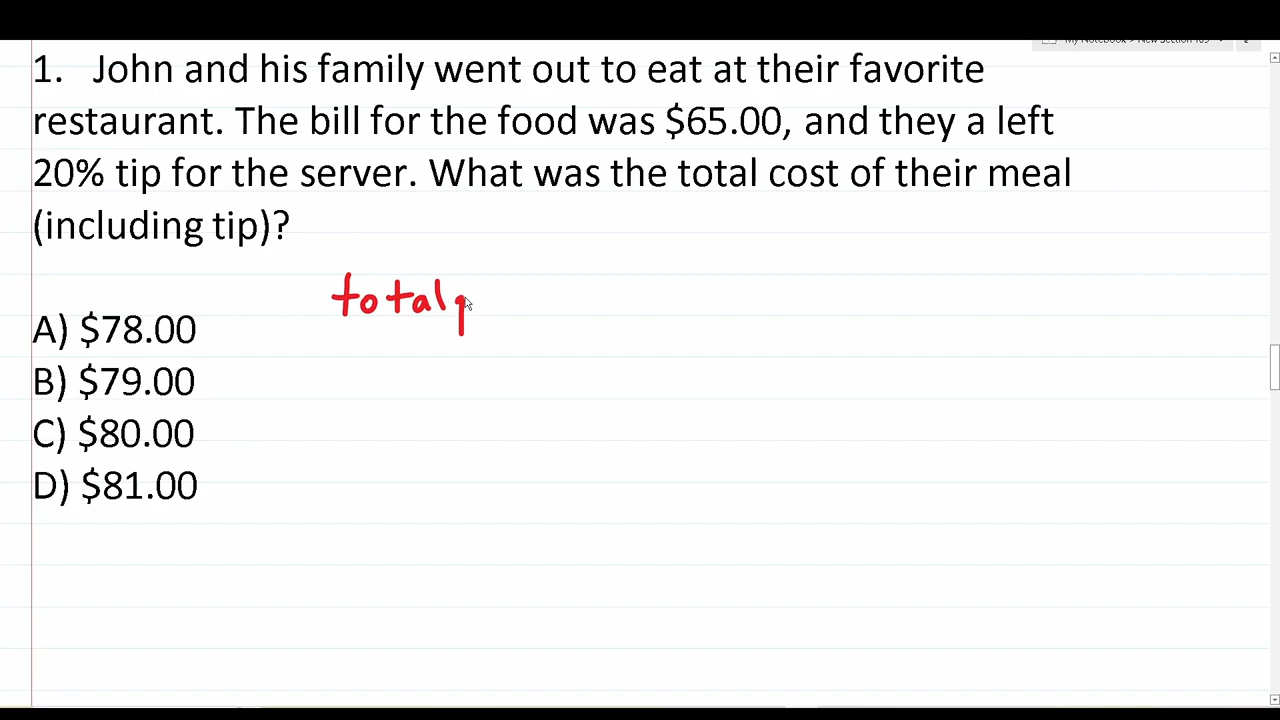 1. John and his family went out to eat at their favorite
restaurant. The bill for the food was $65.00, and they a left
20% tip for the server. What was the total cost of their meal
(including tip)?
total p
A) $78.00
B) $79.00
C) $80.00
D) $81.00